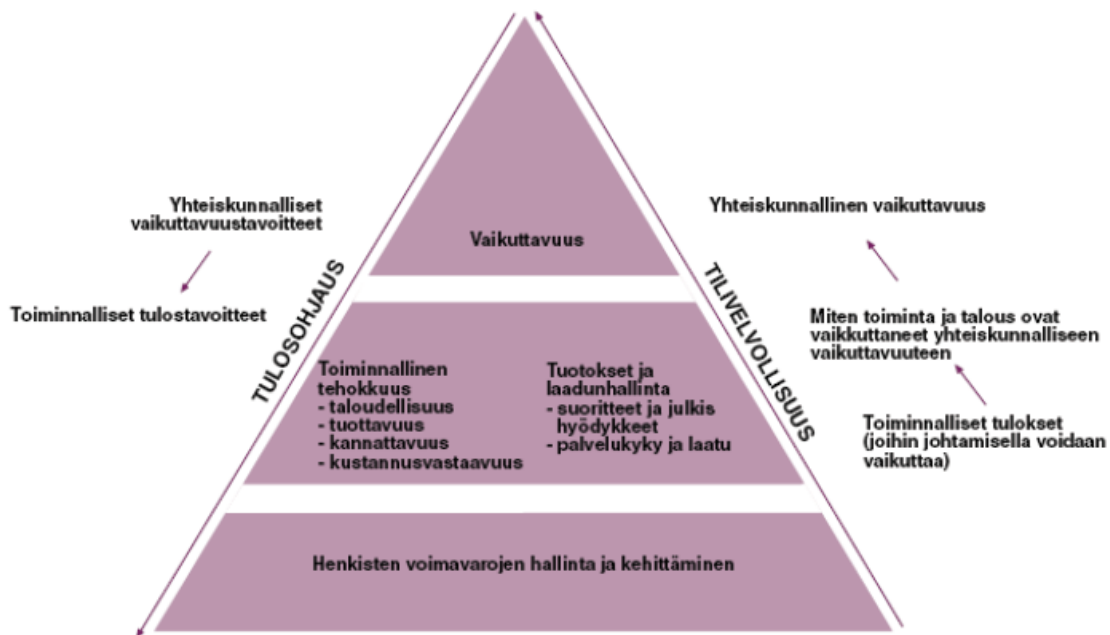 Yhteiskunnalliset
vaikuttavuustavoitteet
Toiminnalliset tulostavoitteet
TULOSOHJAUS
Vaikuttavuus
Toiminnallinen
tehokkuus
- taloudellisuus
- tuottavuus
- kannattavuus
- kustannusvastaavuus
Tuotokset ja
laadunhallinta
- suoritteet ja julkis
hyödykkeet
- palvelukyky ja laatu
Henkisten voimavarojen hallinta ja kehittäminen
TILIVELVOLLISUUS
Yhteiskunnallinen vaikuttavuus
Miten toiminta ja talous ovat
vaikkuttaneet yhteiskunnalliseen
vaikuttavuuteen
Toiminnalliset tulokset
(joihin johtamisella voidaan
vaikuttaa)